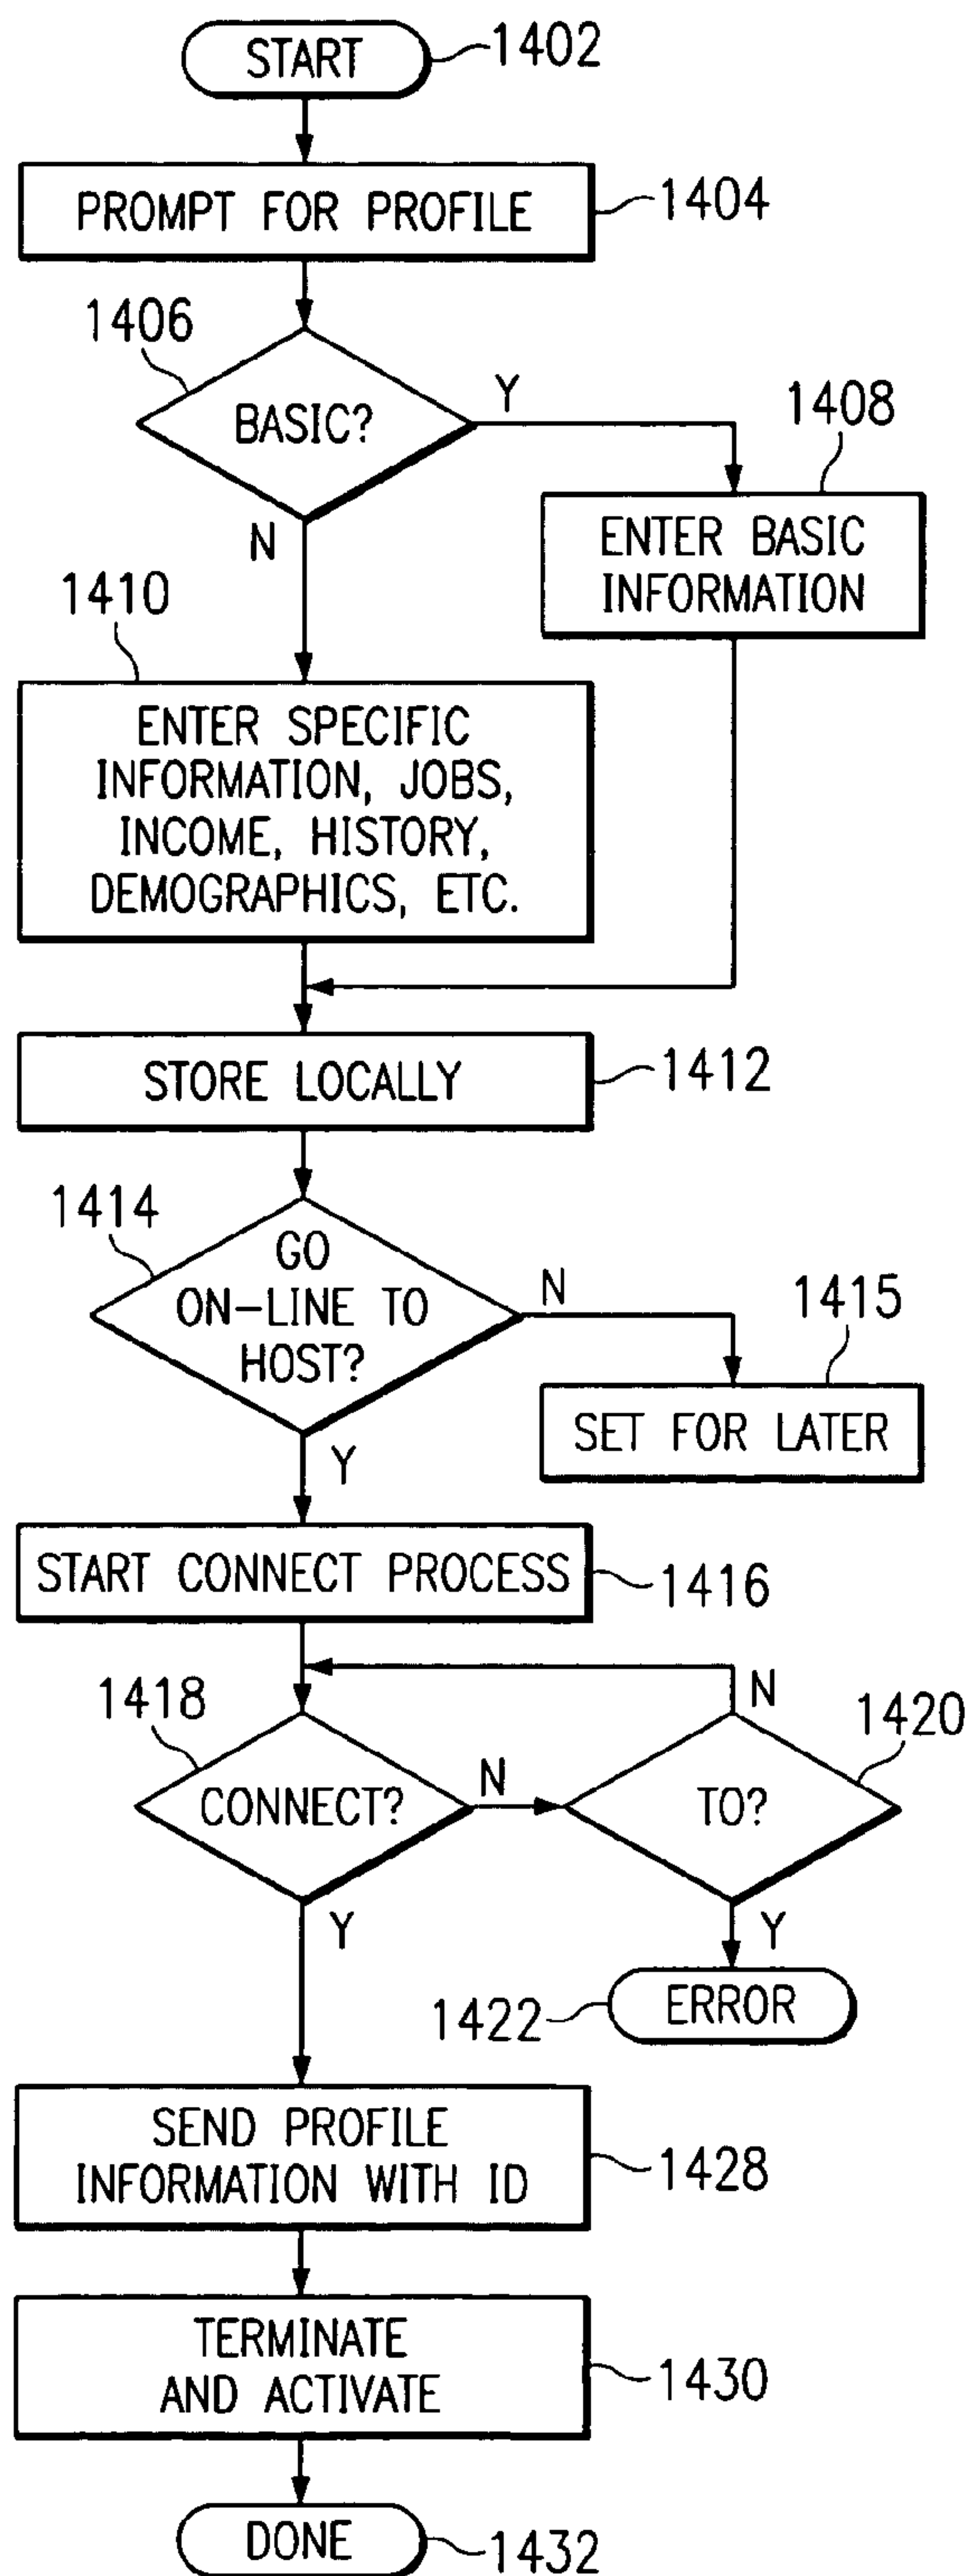 START
1402
PROMPT FOR PROFILE
1404
1406
BASIC?
Y
N
1408
ENTER BASIC
INFORMATION
1410
ENTER SPECIFIC
INFORMATION, JOBS,
INCOME, HISTORY,
DEMOGRAPHICS, ETC.
STORE LOCALLY
1412
1414
GO
ON-LINE TO
HOST?
N
Y
1415
SET FOR LATER
START CONNECT PROCESS
1416
1418
CONNECT?
N
Y
N
1420
TO?
Y
1422
ERROR
SEND PROFILE
INFORMATION WITH ID
1428
TERMINATE
AND ACTIVATE
1430
DONE
1432